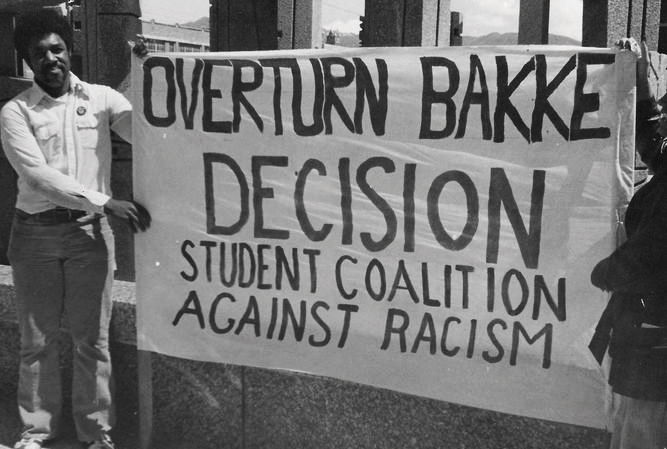 OVERTURN BAKKE
DECISION
STUDENT COALITION
AGAINST RACISM